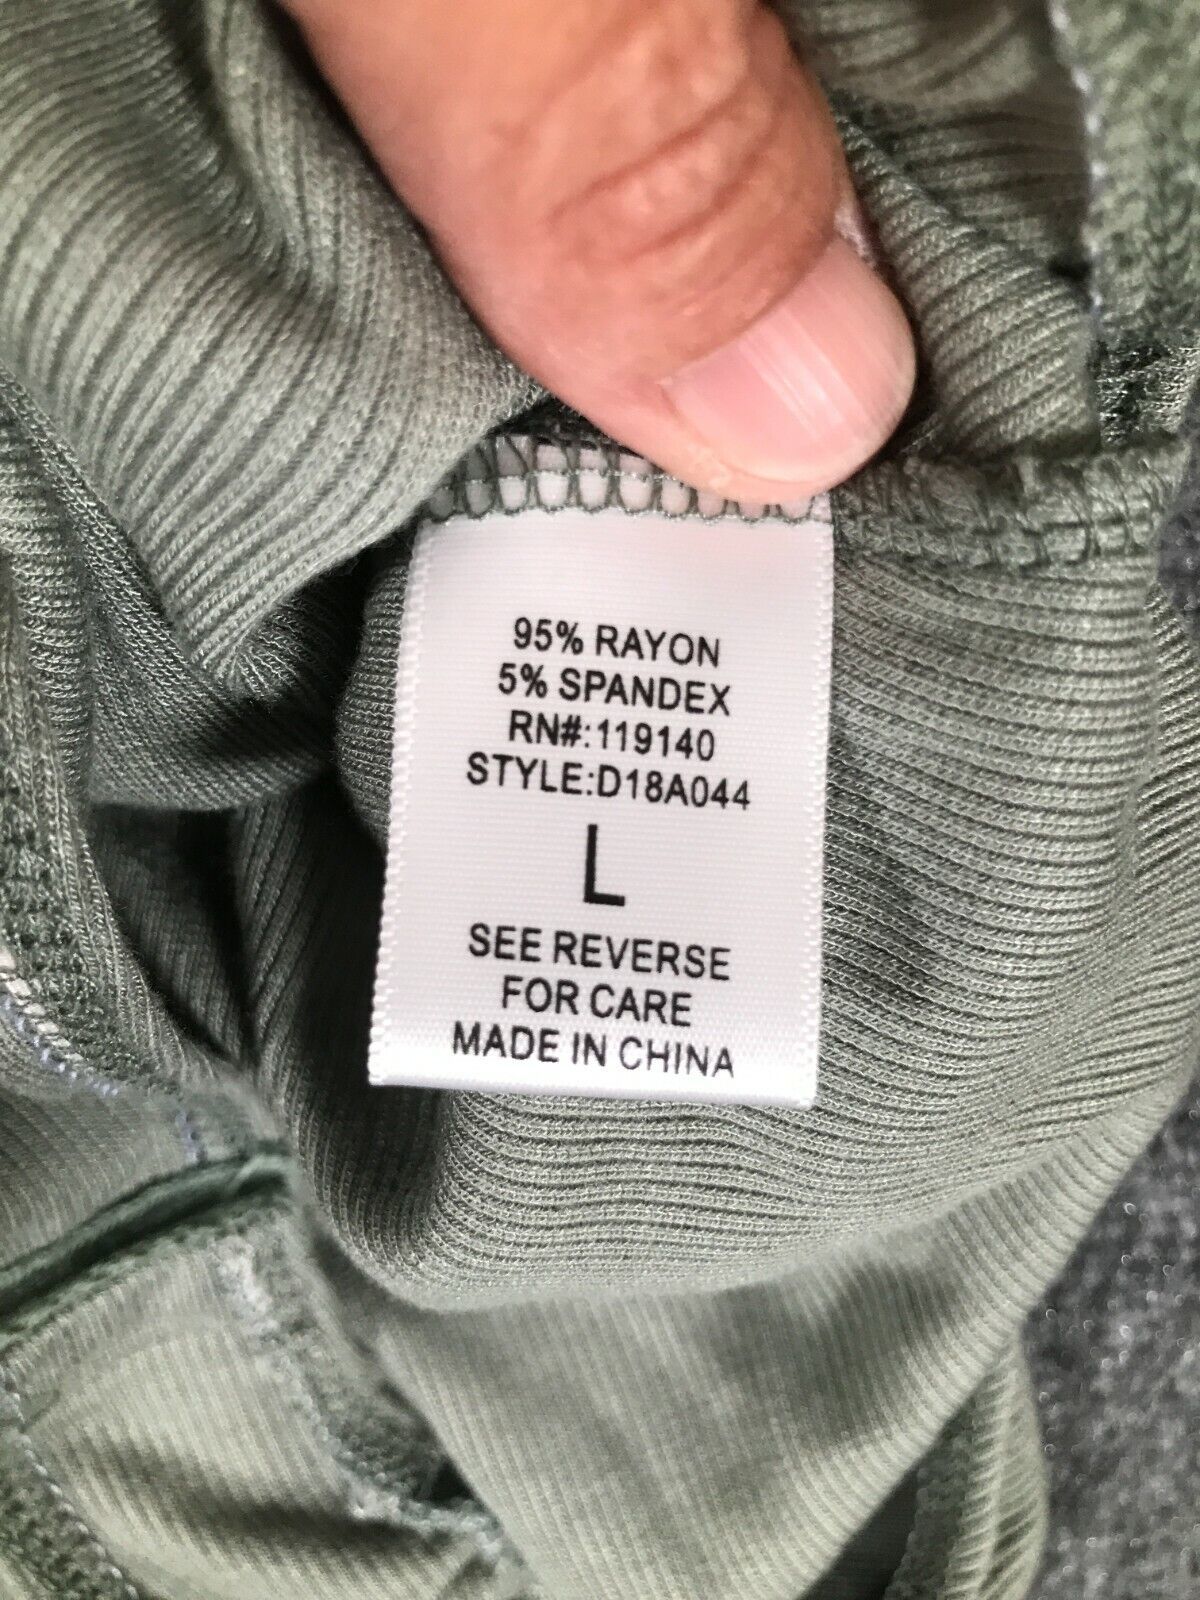 95% RAYON
5% SPANDEX
RN#:119140
STYLE:D18A044
L
SEE REVERSE
FOR CARE
MADE IN CHINA